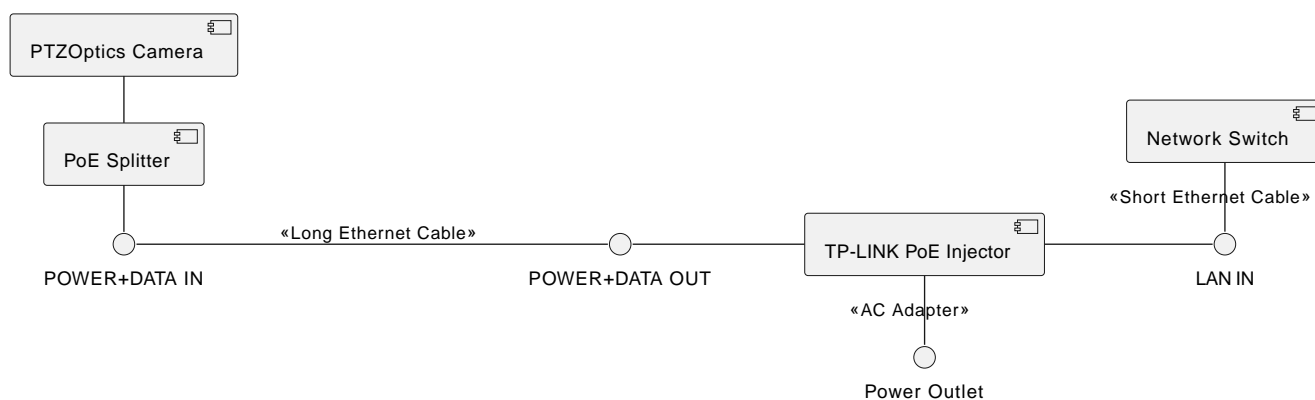 PTZOptics Camera
Network Switch
PoE Splitter
«Short Ethernet Cable»
«Long Ethernet Cable»
TP-LINK PoE Injector
POWER+DATA IN
POWER+DATA OUT
LAN IN
«AC Adapter»
Power Outlet